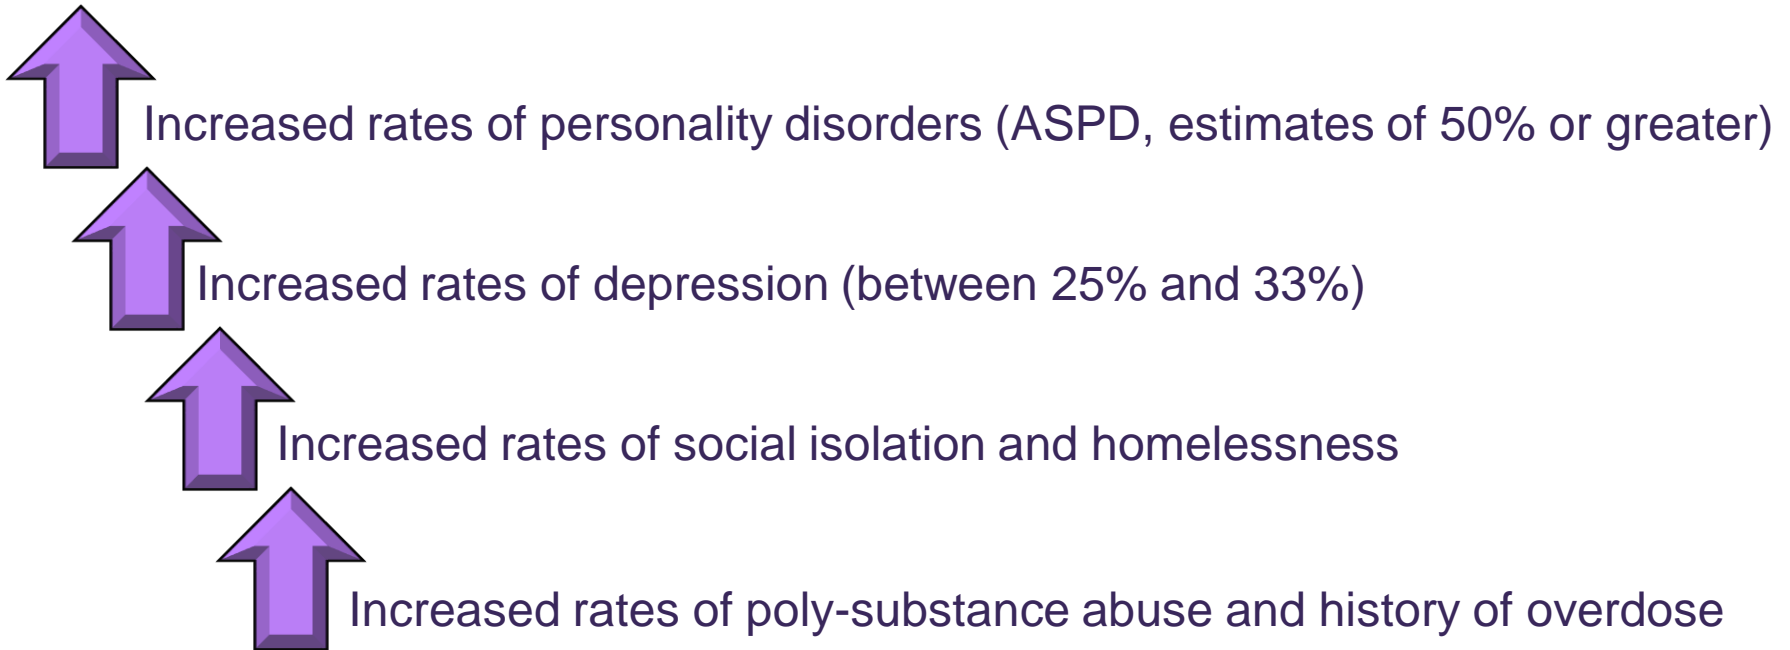 Increased rates of personality disorders (ASPD, estimates of 50% or greater)
Increased rates of depression (between 25% and 33%)
Increased rates of social isolation and homelessness
Increased rates of poly-substance abuse and history of overdose